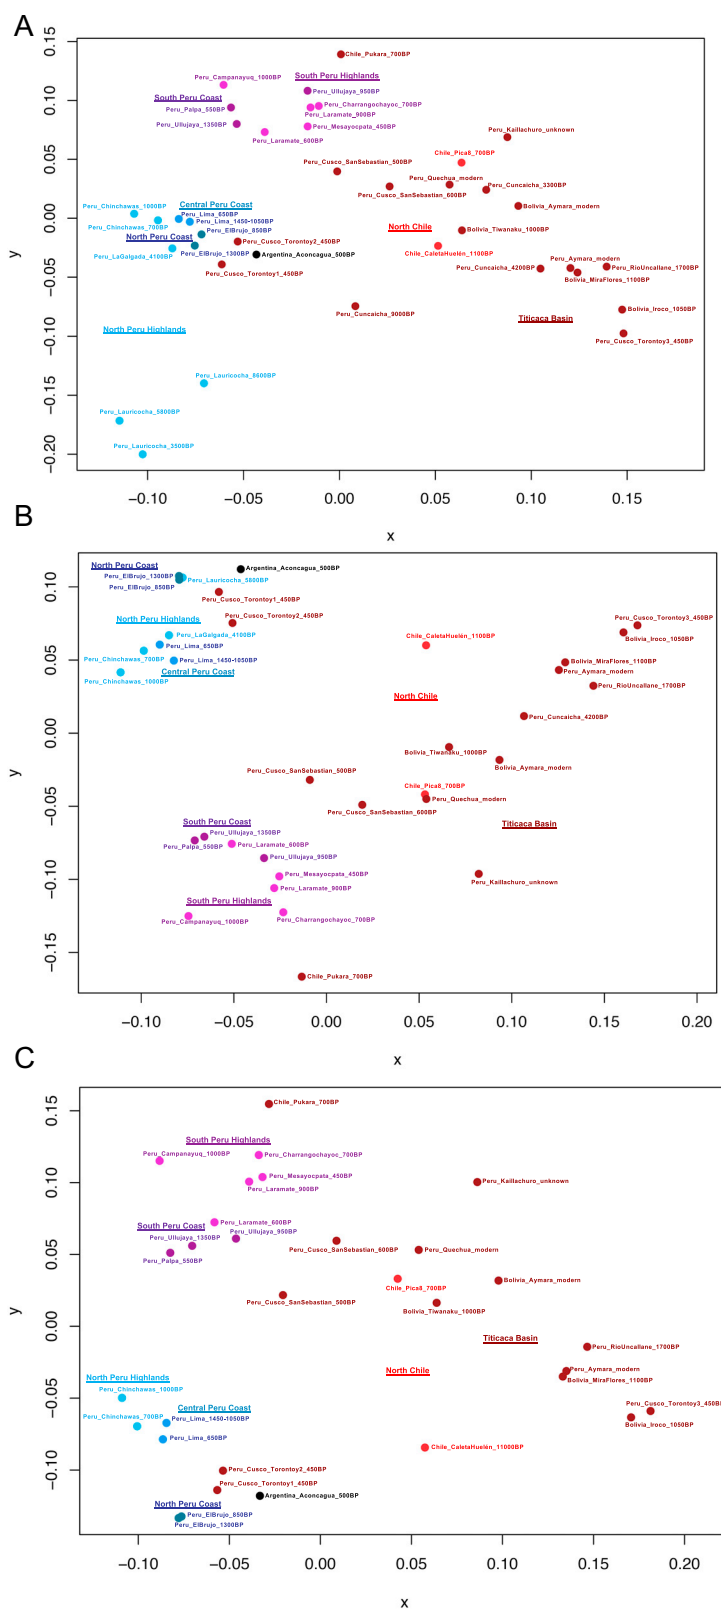 A
0.15
Chile_Pukara_700BP
Peru_Campanayuq_1000BP
South Peru Highlands
0.10
South Peru Coast
Peru_Ullujaya_950BP
Peru_Palpa_550BP
Peru_Charrangochayoc_700BP
Peru_Laramate_900BP
Peru_Ullujaya_1350BP
Peru_Mesayocpata_450BP
Peru_Kaillachuro_unknown
Peru_Laramate_600BP
Chile_Pica8_700BP
0.05
Peru_Cusco_SanSebastian_500BP
Peru_Quechua_modern
Peru_Cuncaicha_3300BP
Peru_Cusco_SanSebastian_600BP
Peru_Chinchawas_1000BP
Central Peru Coast
Bolivia_Aymara_modern
Peru_Lima_650BP
0.00
Peru_Chinchawas_700BP
Peru_Lima_1450-1050BP
North Chile
Bolivia_Tiwanaku_1000BP
Peru_ElBrujo_850BP
North Peru Coast
Peru_Cusco_Torontoy2_450BP
Peru_LaGalgada_4100BP
Peru_ElBrujo_1300BP
Argentina_Aconcagua_500BP
Chile_CaletaHuelén_1100BP
Peru_Aymara_modern
y
Peru_Cusco_Torontoy1_450BP
Peru_Cuncaicha_4200BP
Peru_RioUncallane_1700BP
−0.05
Bolivia_MiraFlores_1100BP
Peru_Cuncaicha_9000BP
Bolivia_Iroco_1050BP
North Peru Highlands
Titicaca Basin
−0.10
Peru_Cusco_Torontoy3_450BP
Peru_Lauricocha_8600BP
−0.15
Peru_Lauricocha_5800BP
Peru_Lauricocha_3500BP
−0.20
−0.10
−0.05
0.00
0.05
0.10
0.15
x
B
North Peru Coast
Argentina_Aconcagua_500BP
Peru_ElBrujo_1300BP
Peru_Lauricocha_5800BP
Peru_ElBrujo_850BP
0.10
Peru_Cusco_Torontoy1_450BP
North Peru Highlands
Peru_Cusco_Torontoy2_450BP
Peru_Cusco_Torontoy3_450BP
Peru_LaGalgada_4100BP
Chile_CaletaHuelén_1100BP
Bolivia_Iroco_1050BP
Peru_Lima_650BP
0.05
Peru_Chinchawas_700BP
Peru_Lima_1450-1050BP
Bolivia_MiraFlores_1100BP
Central Peru Coast
Peru_Aymara_modern
Peru_Chinchawas_1000BP
Peru_RioUncallane_1700BP
North Chile
Peru_Cuncaicha_4200BP
0.00
Bolivia_Tiwanaku_1000BP
y
Bolivia_Aymara_modern
Peru_Cusco_SanSebastian_500BP
Chile_Pica8_700BP
−0.05
Peru_Quechua_modern
Peru_Cusco_SanSebastian_600BP
South Peru Coast
Titicaca Basin
Peru_Ullujaya_1350BP
Peru_Palpa_550BP
Peru_Laramate_600BP
Peru_Ullujaya_950BP
−0.10
Peru_Mesayocpata_450BP
Peru_Kaillachuro_unknown
Peru_Laramate_900BP
South Peru Highlands
Peru_Campanayuq_1000BP
Peru_Charrangochayoc_700BP
−0.15
Chile_Pukara_700BP
−0.10
−0.05
0.00
0.05
0.10
0.15
0.20
x
C
0.15
Chile_Pukara_700BP
South Peru Highlands
Peru_Campanayuq_1000BP
Peru_Charrangochayoc_700BP
0.10
Peru_Mesayocpata_450BP
Peru_Laramate_900BP
Peru_Kaillachuro_unknown
South Peru Coast
Peru_Laramate_600BP
Peru_Ullujaya_950BP
Peru_Ullujaya_1350BP
0.05
Peru_Palpa_550BP
Peru_Cusco_SanSebastian_600BP
Peru_Quechua_modern
Chile_Pica8_700BP
Bolivia_Aymara_modern
Peru_Cusco_SanSebastian_500BP
Bolivia_Tiwanaku_1000BP
y
0.00
Titicaca Basin
Peru_RioUncallane_1700BP
North Peru Highlands
North Chile
Peru_Aymara_modern
Peru_Chinchawas_1000BP
Bolivia_MiraFlores_1100BP
−0.05
Central Peru Coast
Peru_Cusco_Torontoy3_450BP
Peru_Chinchawas_700BP
Peru_Lima_1450-1050BP
Bolivia_Iroco_1050BP
Peru_Lima_650BP
Chile_CaletaHuelén_11000BP
−0.10
Peru_Cusco_Torontoy2_450BP
Peru_Cusco_Torontoy1_450BP
Argentina_Aconcagua_500BP
North Peru Coast
Peru_ElBrujo_850BP
Peru_ElBrujo_1300BP
−0.10
−0.05
0.00
0.05
0.10
0.15
0.20
x